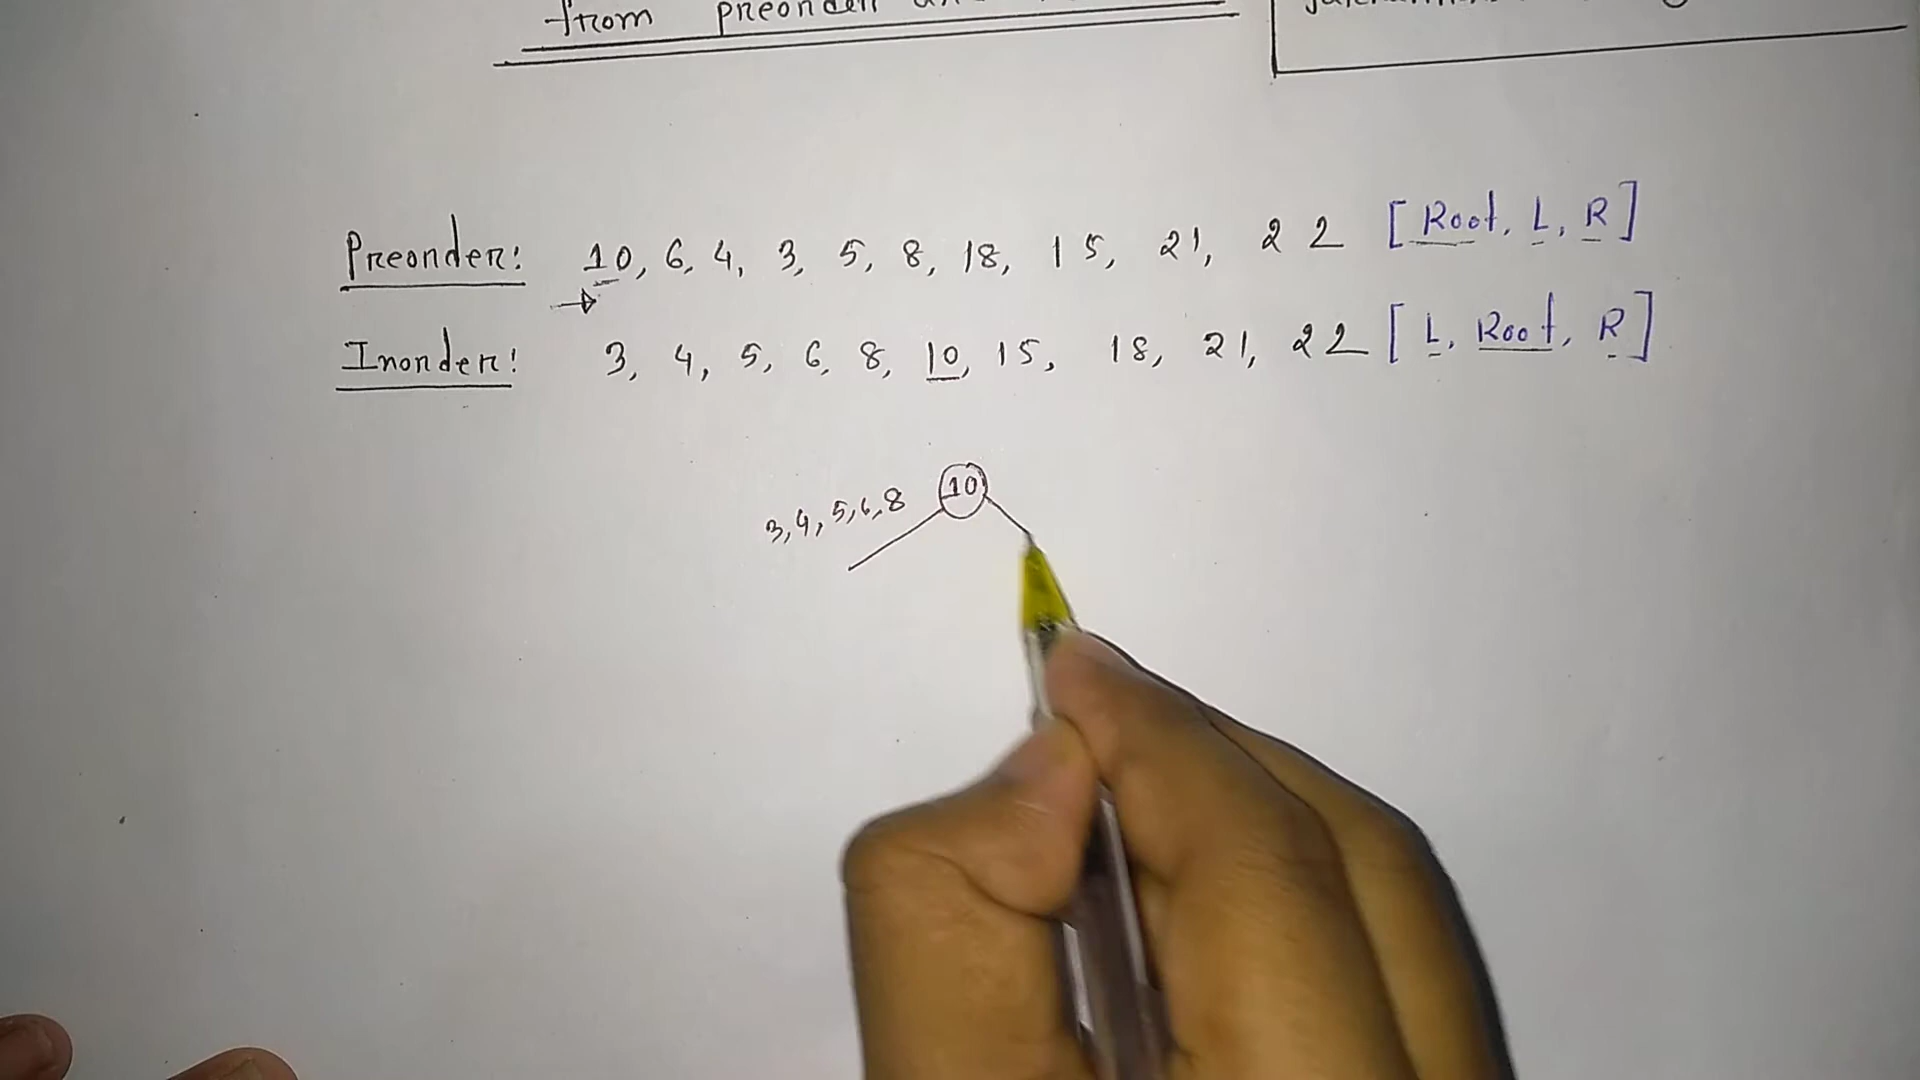 from preorder
Preorder: 10, 6, 4, 3, 5, 8, 18, 15, 21, 22 [Root, L, R]
Inorder: 3, 4, 5, 6, 8, 10, 15, 18, 21, 22 [L, Root, R]
10
3, 4, 5, 6, 8